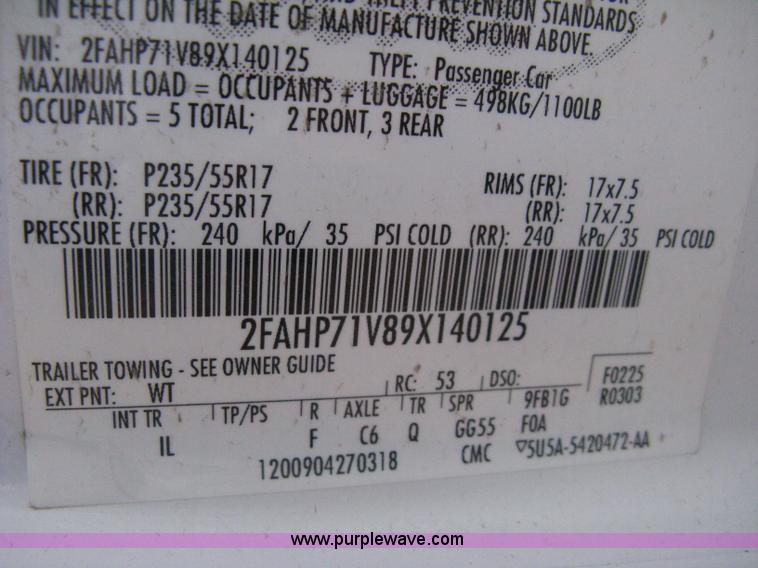 IN EFFECT ON THE DATE OF MANUFACTURE SHOWN ABOVE.
PREVENTION STANDARDS
VIN: 2FAHP71V89X140125 TYPE: Passenger Car
MAXIMUM LOAD = OCCUPANTS + LUGGAGE = 498KG/1100LB
OCCUPANTS = 5 TOTAL; 2 FRONT, 3 REAR
TIRE (FR): P235/55R17 RIMS (FR): 17x7.5
(RR): P235/55R17 (RR): 17x7.5
PRESSURE (FR): 240 kPa/ 35 PSI COLD (RR): 240 kPa/ 35 PSI COLD
2FAHP71V89X140125
TRAILER TOWING - SEE OWNER GUIDE
EXT PNT: WT RC: 53 DSO: F0225
INT TR TP/PS R AXLE TR SPR 9FB1G R0303
IL F C6 Q GG55 FOA
1200904270318 CMC ▽5U5A-5420472-AA
www.purplewave.com